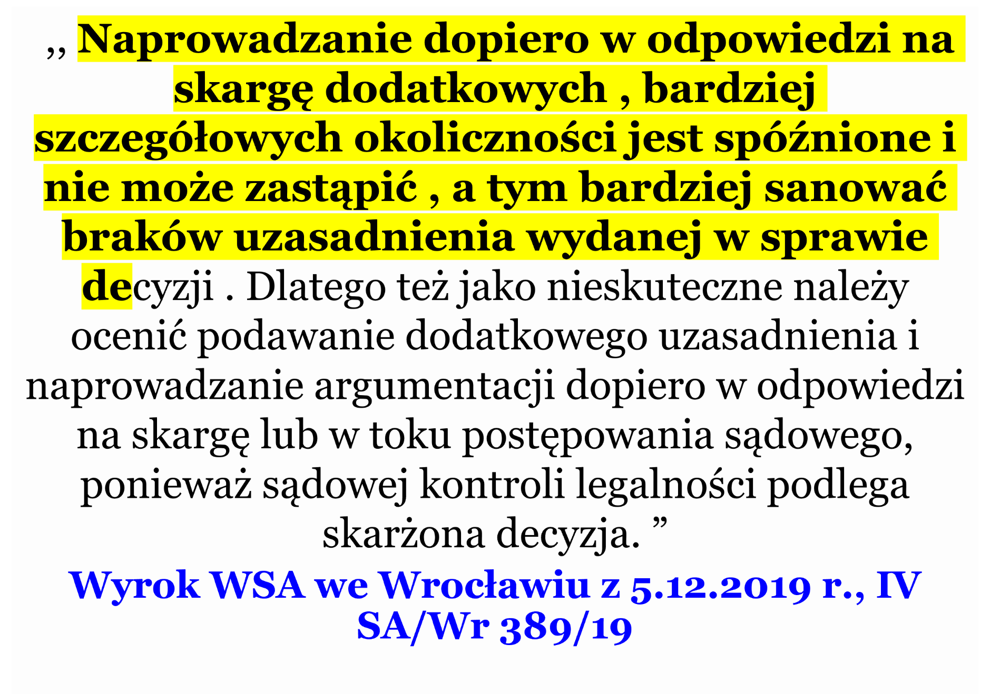 ,, Naprowadzanie dopiero w odpowiedzi na
skargę dodatkowych , bardziej
szczegółowych okoliczności jest spóźnione i
nie może zastąpić , a tym bardziej sanować
braków uzasadnienia wydanej w sprawie
decyzji . Dlatego też jako nieskuteczne należy
ocenić podawanie dodatkowego uzasadnienia i
naprowadzanie argumentacji dopiero w odpowiedzi
na skargę lub w toku postępowania sądowego,
ponieważ sądowej kontroli legalności podlega
skarżona decyzja. ”
Wyrok WSA we Wrocławiu z 5.12.2019 r., IV
SA/Wr 389/19